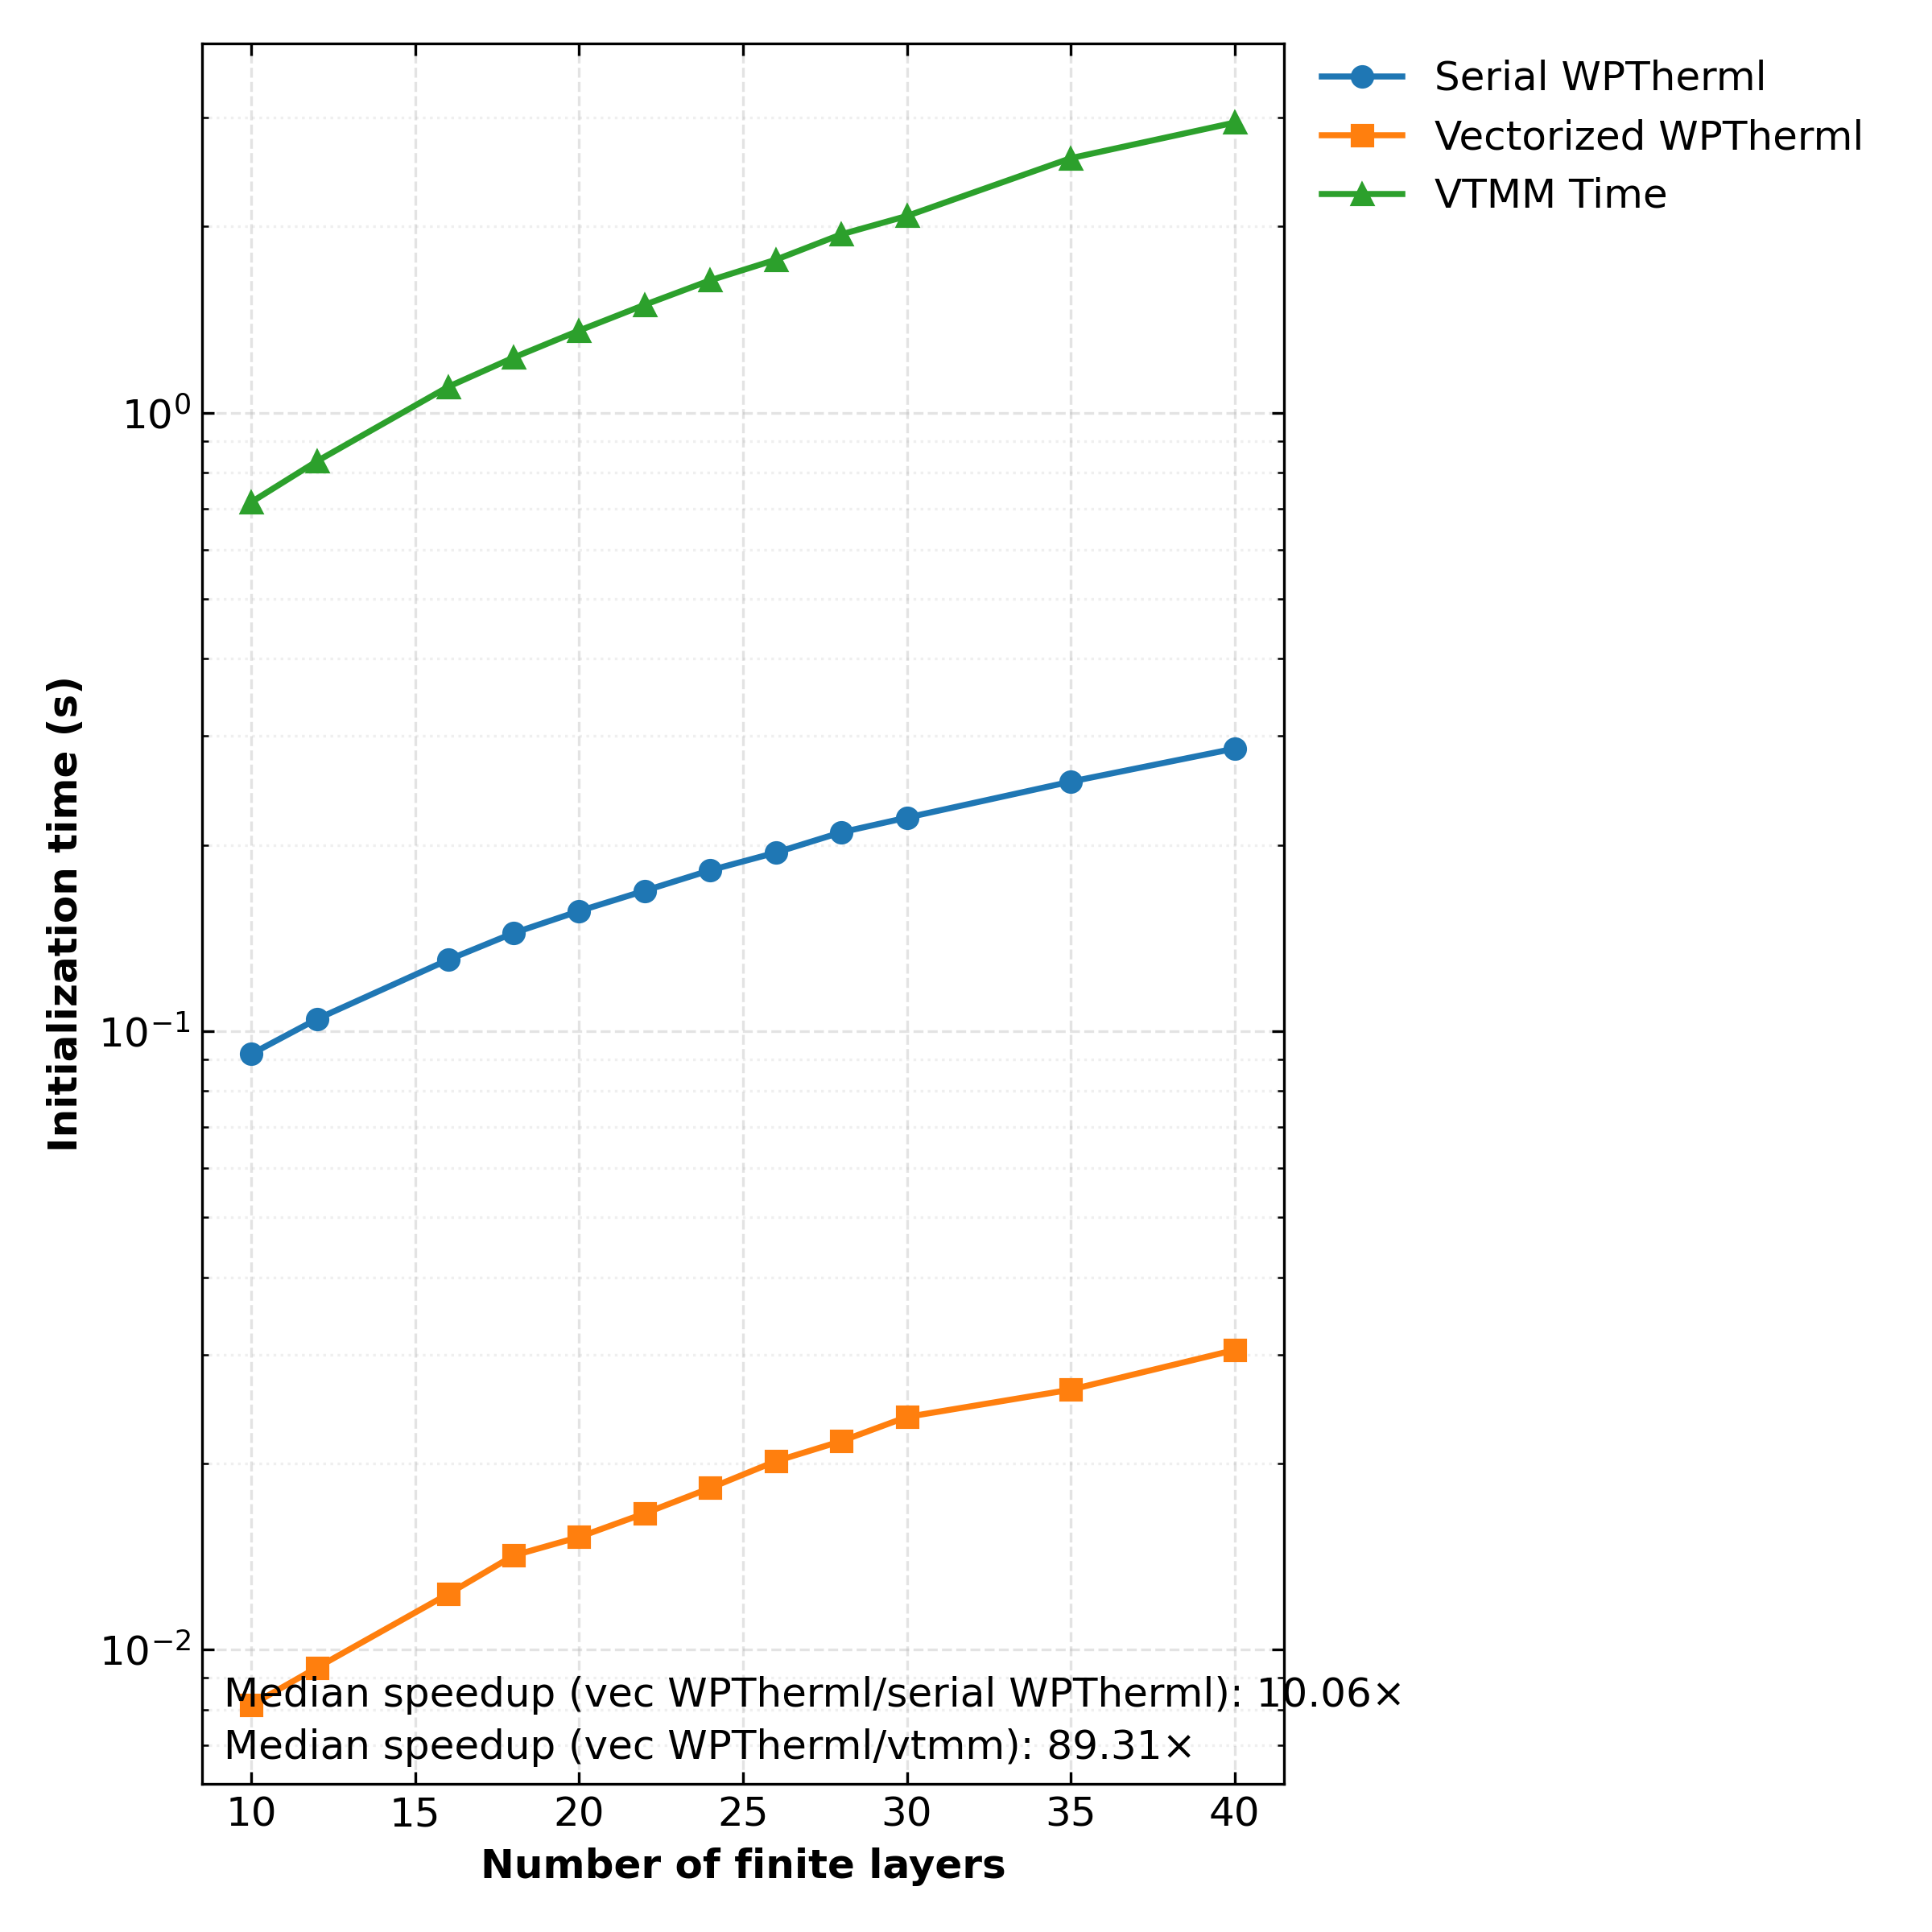 Serial WPTherml
Vectorized WPTherml
VTMM Time
Initialization time (s)
10⁰
10⁻¹
10⁻²
Median speedup (vec WPTherml/serial WPTherml): 10.06×
Median speedup (vec WPTherml/vtmm): 89.31×
10 15 20 25 30 35 40
Number of finite layers